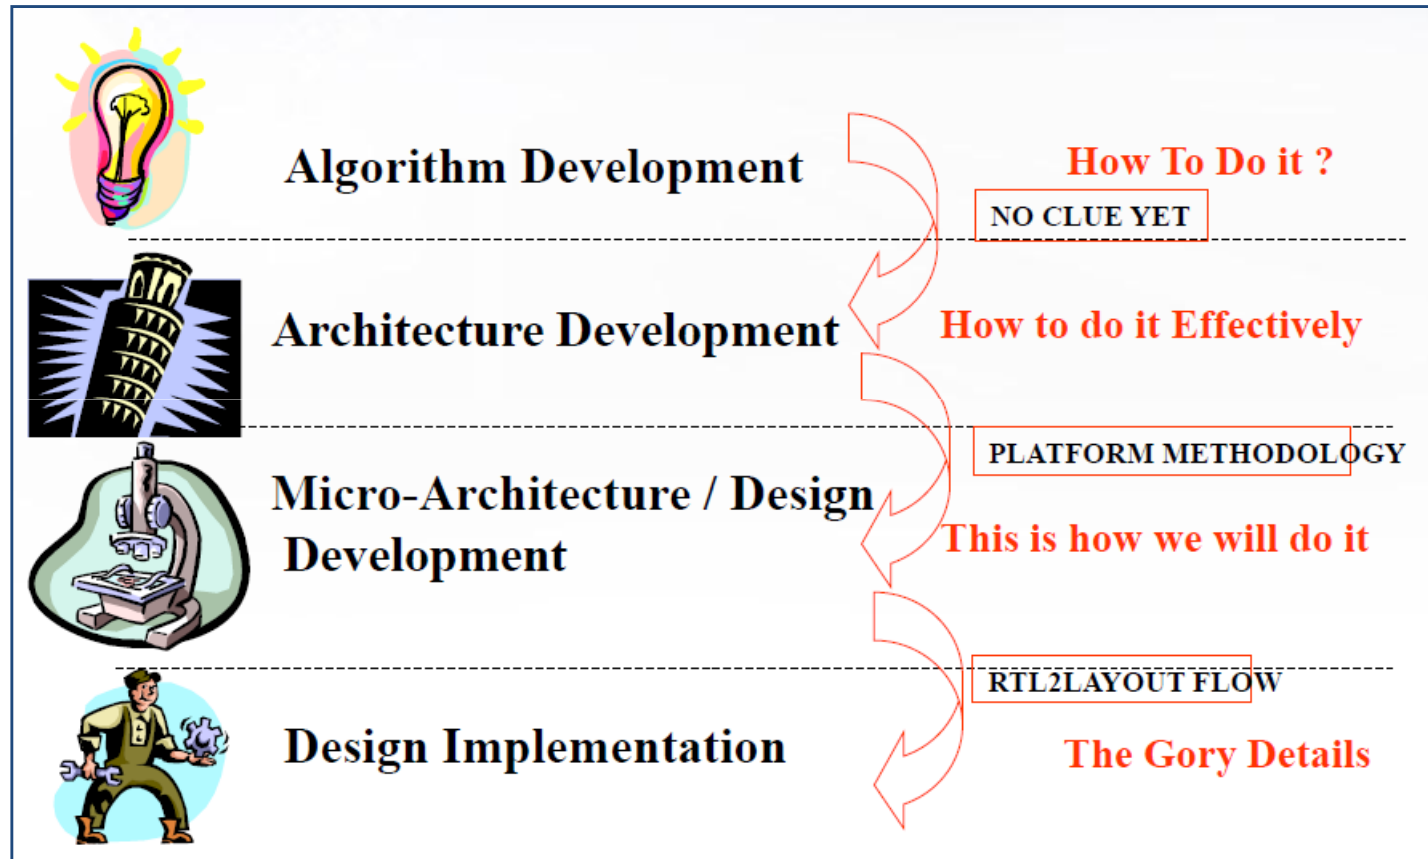 Algorithm Development
How To Do it ?
NO CLUE YET
Architecture Development
How to do it Effectively
PLATFORM METHODOLOGY
Micro-Architecture / Design
Development
This is how we will do it
RTL2LAYOUT FLOW
Design Implementation
The Gory Details